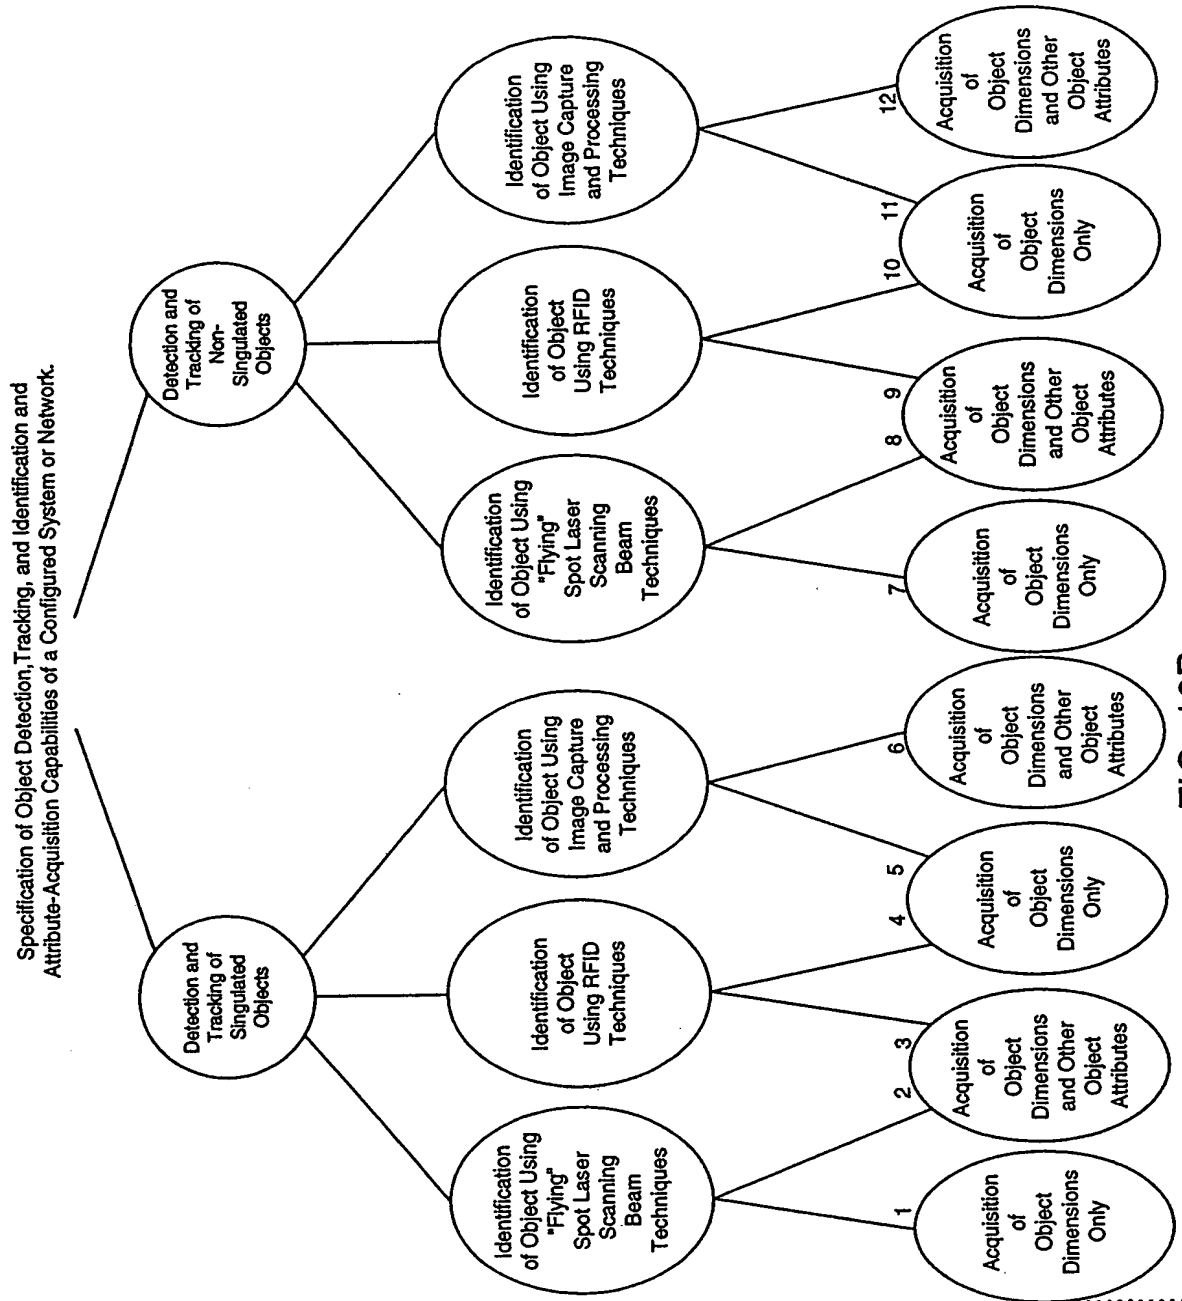 Specification of Object Detection,Tracking, and Identification and
Attribute-Acquisition Capabilities of a Configured System or Network.
Detection and
Tracking of
Singulated
Objects
Detection and
Tracking of
Non-
Singulated
Objects
Identification
of Object Using
"Flying"
Spot Laser
Scanning
Beam
Techniques
Identification
of Object
Using RFID
Techniques
Identification
of Object Using
Image Capture
and Processing
Techniques
Identification
of Object Using
"Flying"
Spot Laser
Scanning
Beam
Techniques
Identification
of Object
Using RFID
Techniques
Identification
of Object Using
Image Capture
and Processing
Techniques
1
2
3
4
5
6
7
8
9
10
11
12
Acquisition
of
Object
Dimensions
Only
Acquisition
of
Object
Dimensions
and Other
Object
Attributes
Acquisition
of
Object
Dimensions
Only
Acquisition
of
Object
Dimensions
and Other
Object
Attributes
Acquisition
of
Object
Dimensions
Only
Acquisition
of
Object
Dimensions
and Other
Object
Attributes
Acquisition
of
Object
Dimensions
Only
Acquisition
of
Object
Dimensions
and Other
Object
Attributes